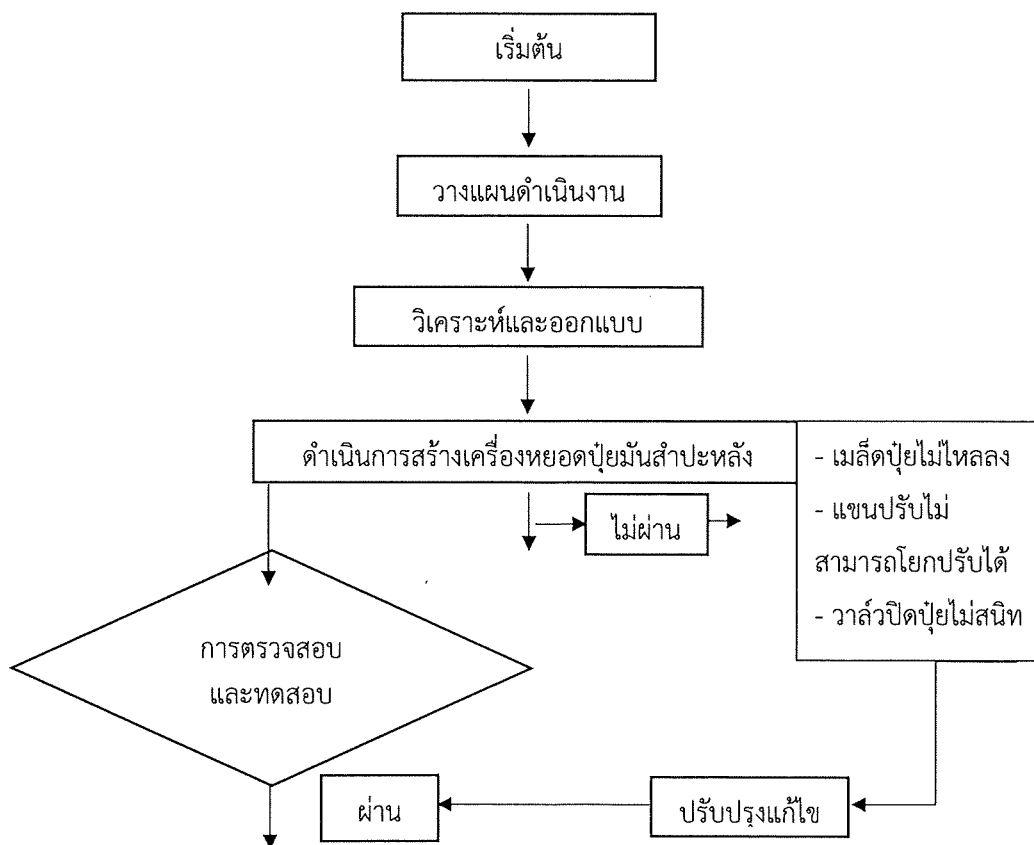 เริ่มต้น
วางแผนดำเนินงาน
วิเคราะห์และออกแบบ
ดำเนินการสร้างเครื่องหยอดปุ๋ยมันสำปะหลัง
- เมล็ดปุ๋ยไม่ไหลลง
- แขนปรับไม่
สามารถโยกปรับได้
- วาล์วปิดปุ๋ยไม่สนิท
ไม่ผ่าน
การตรวจสอบ
และทดสอบ
ผ่าน
ปรับปรุงแก้ไข